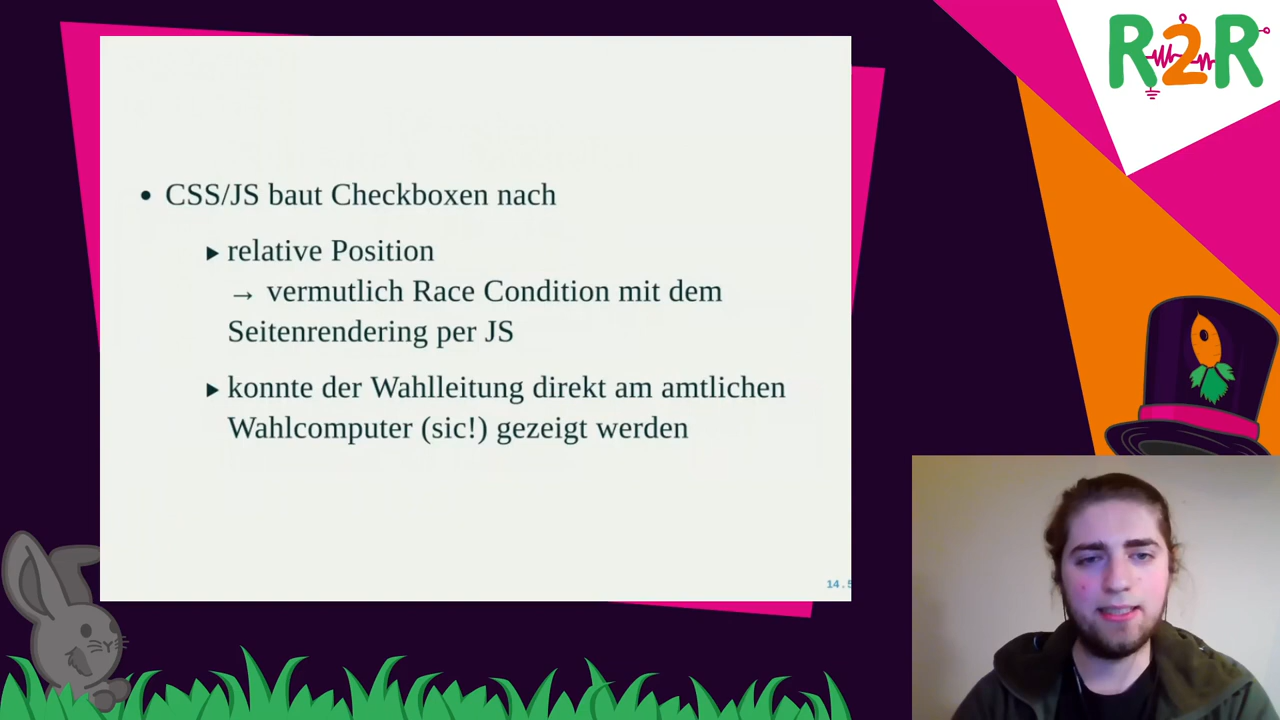 R2R
• CSS/JS baut Checkboxen nach
▸ relative Position
→ vermutlich Race Condition mit dem
Seitenrendering per JS
▸ konnte der Wahlleitung direkt am amtlichen
Wahlcomputer (sic!) gezeigt werden
14.5